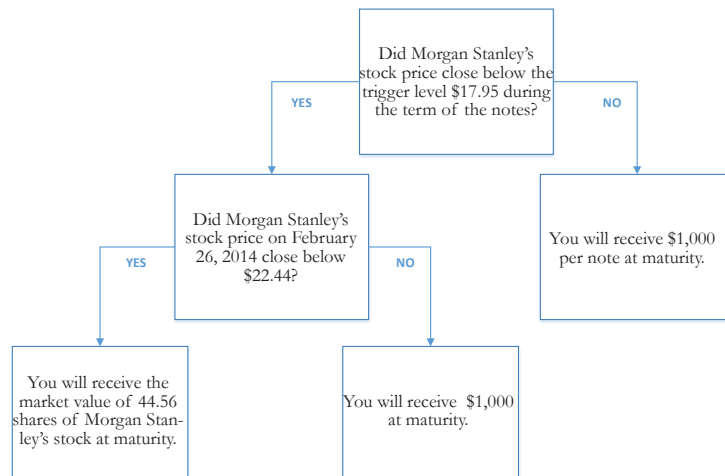 Did Morgan Stanley's
stock price close below the
trigger level $17.95 during
the term of the notes?
YES
NO
Did Morgan Stanley's
stock price on February
26, 2014 close below
$22.44?
You will receive $1,000
per note at maturity.
YES
NO
You will receive the
market value of 44.56
shares of Morgan Stan-
ley's stock at maturity.
You will receive $1,000
at maturity.